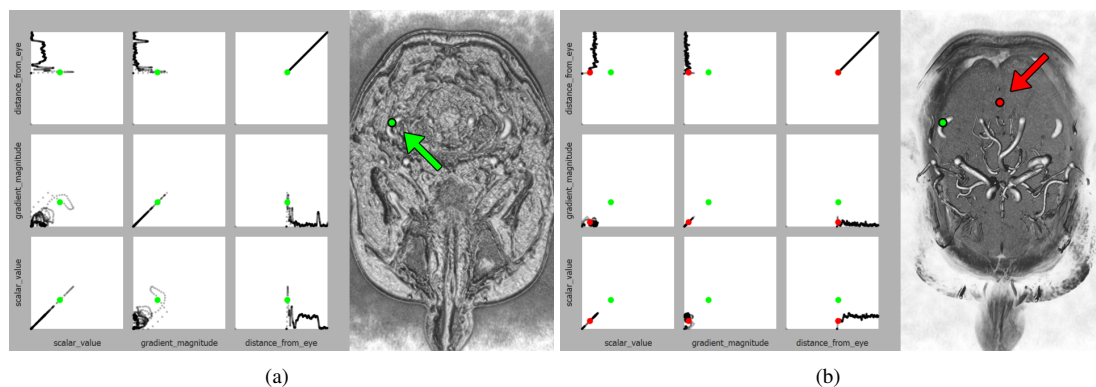 distance_from_eye
gradient_magnitude
scalar_value
scalar_value gradient_magnitude distance_from_eye
(a)
distance_from_eye
gradient_magnitude
scalar_value
scalar_value gradient_magnitude distance_from_eye
(b)